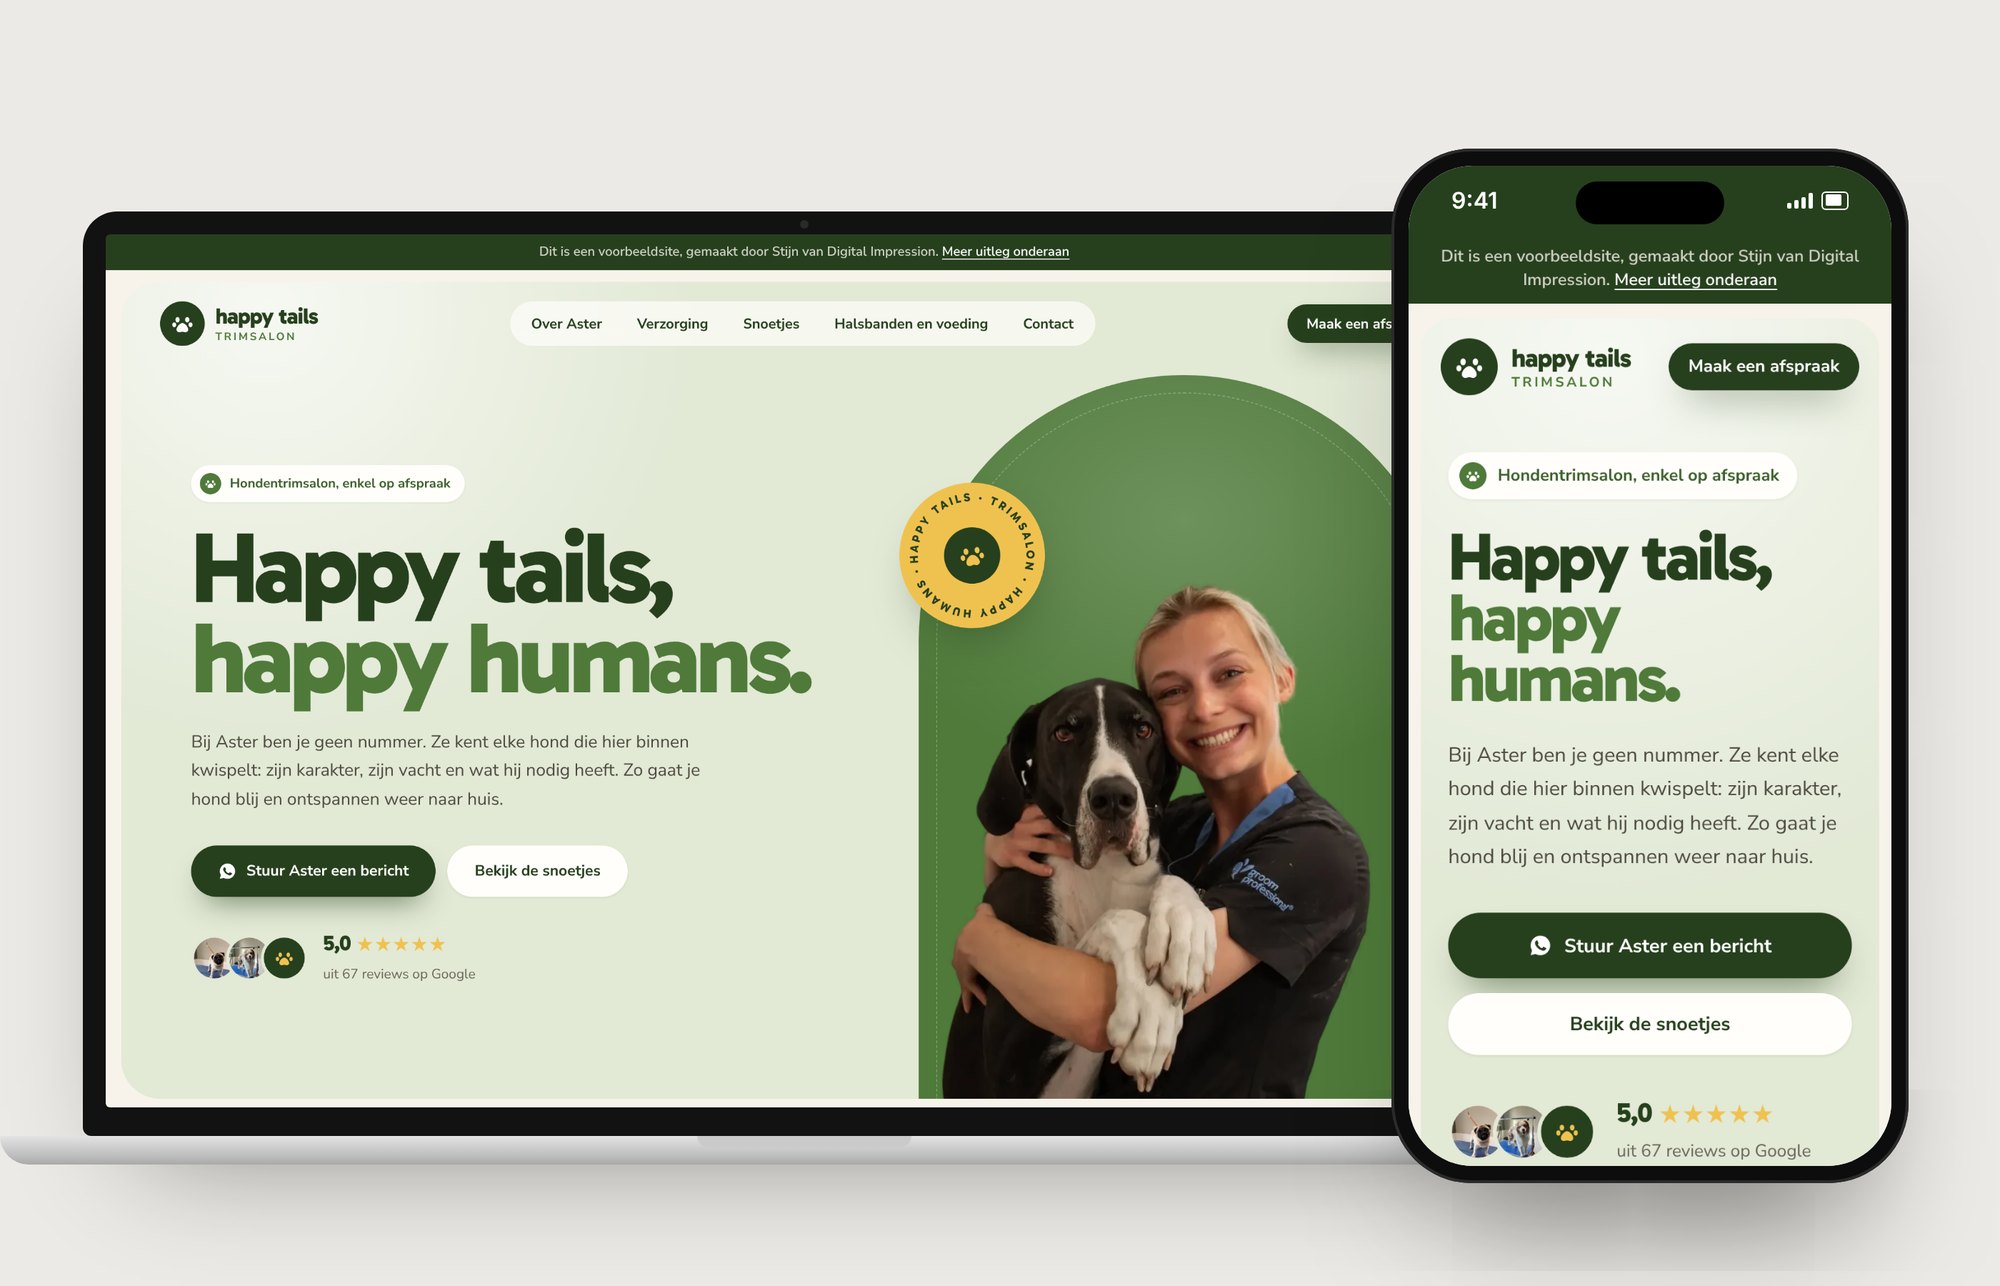 Dit is een voorbeeldsite, gemaakt door Stijn van Digital Impression. Meer uitleg onderaan
happy tails
TRIMSALON
Over Aster
Verzorging
Snoetjes
Halsbanden en voeding
Contact
Maak een afs
Hondentrimsalon, enkel op afspraak
Happy tails,
happy humans.
Bij Aster ben je geen nummer. Ze kent elke hond die hier binnen
kwispelt: zijn karakter, zijn vacht en wat hij nodig heeft. Zo gaat je
hond blij en ontspannen weer naar huis.
Stuur Aster een bericht
Bekijk de snoetjes
5,0 ★★★★★
uit 67 reviews op Google
HAPPY TAILS • TRIMSALON • HAPPY HUMANS •
groom
professional®
9:41
Dit is een voorbeeldsite, gemaakt door Stijn van Digital
Impression. Meer uitleg onderaan
happy tails
TRIMSALON
Maak een afspraak
Hondentrimsalon, enkel op afspraak
Happy tails,
happy
humans.
Bij Aster ben je geen nummer. Ze kent elke
hond die hier binnen kwispelt: zijn karakter,
zijn vacht en wat hij nodig heeft. Zo gaat je
hond blij en ontspannen weer naar huis.
Stuur Aster een bericht
Bekijk de snoetjes
5,0 ★★★★★
uit 67 reviews op Google